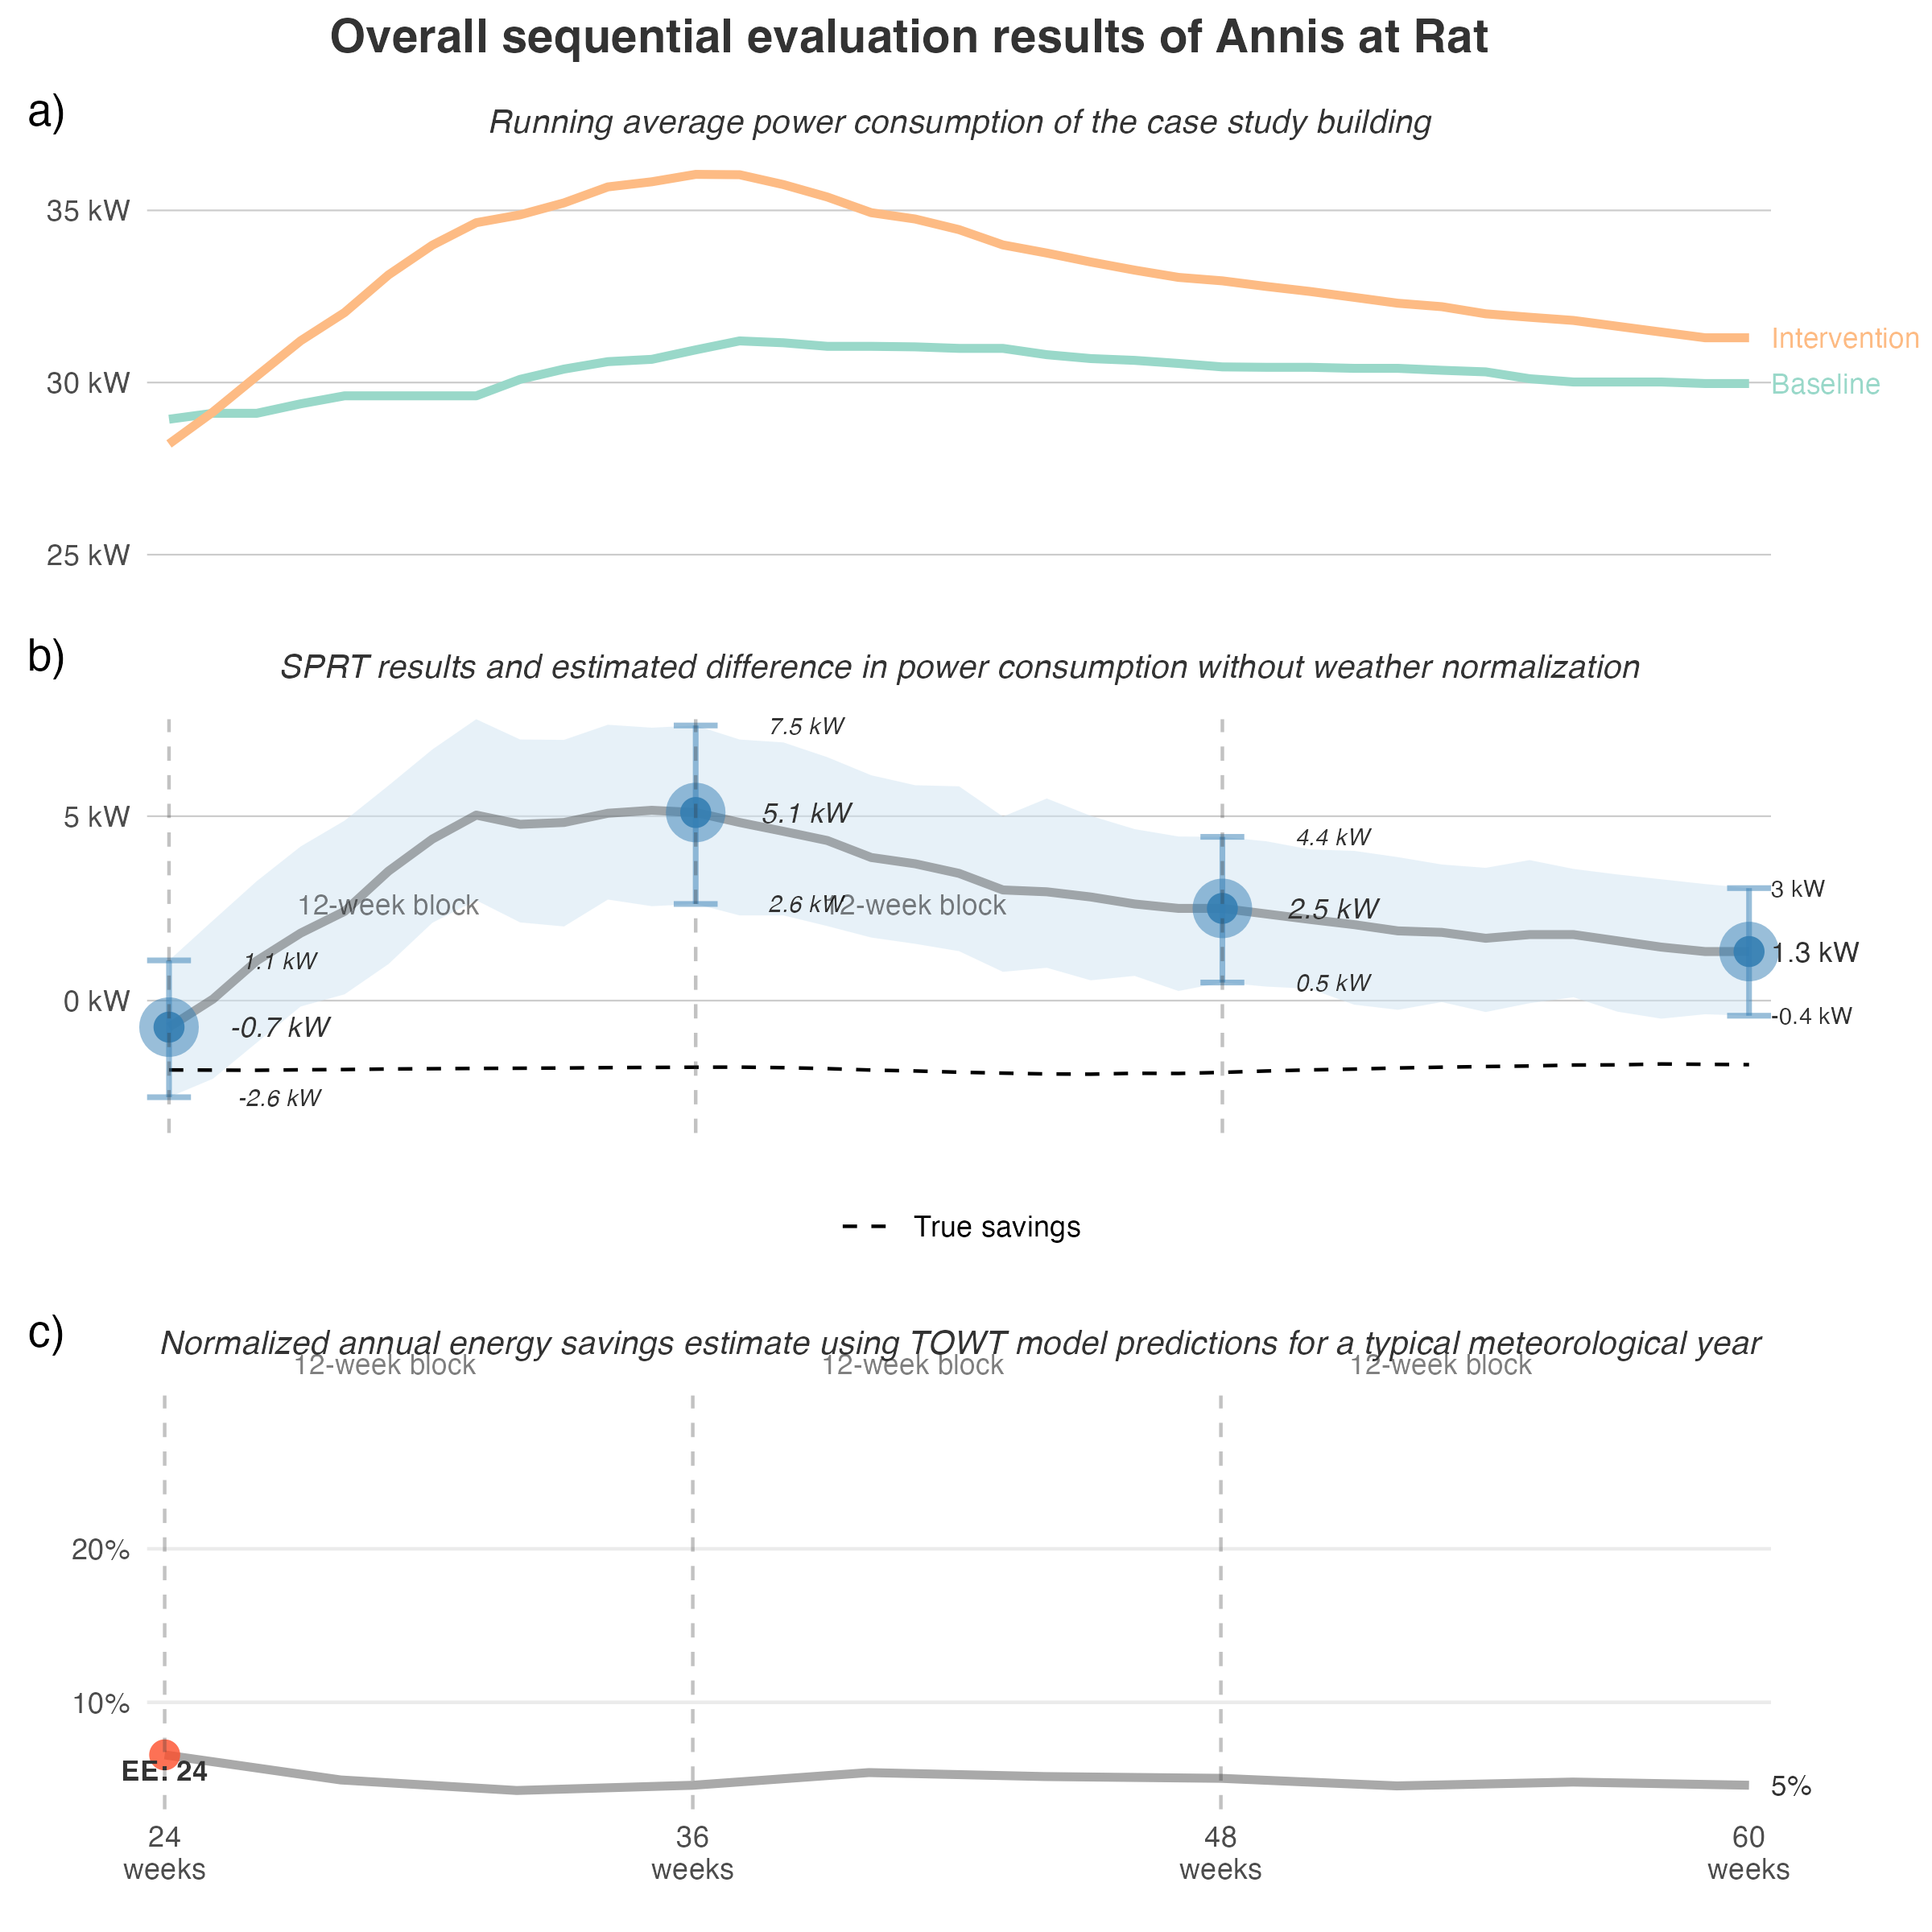 Overall sequential evaluation results of Annis at Rat
a)
Running average power consumption of the case study building
35 kW
30 kW
25 kW
Intervention
Baseline
b)
SPRT results and estimated difference in power consumption without weather normalization
5 kW
0 kW
12-week block
12-week block
1.1 kW
-0.7 kW
-2.6 kW
7.5 kW
5.1 kW
2.6 kW
4.4 kW
2.5 kW
0.5 kW
3 kW
1.3 kW
-0.4 kW
True savings
c)
Normalized annual energy savings estimate using TOWT model predictions for a typical meteorological year
12-week block
12-week block
12-week block
20%
10%
EE: 24
5%
24
weeks
36
weeks
48
weeks
60
weeks